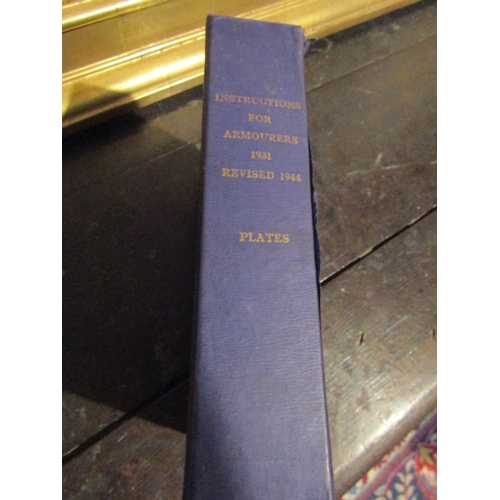 INSTRUCTIONS
FOR
ARMOURERS
1931
REVISED 1944
PLATES